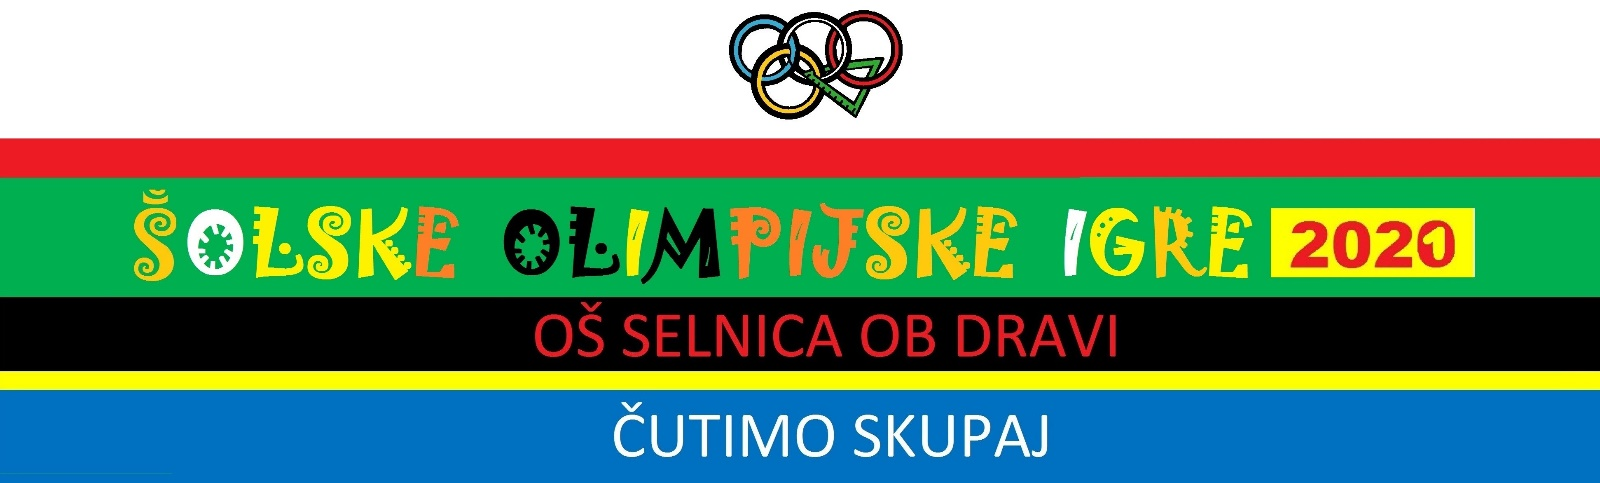 ŠOLSKE OLIMPIJSKE IGRE 2020
OŠ SELNICA OB DRAVI
ČUTIMO SKUPAJ